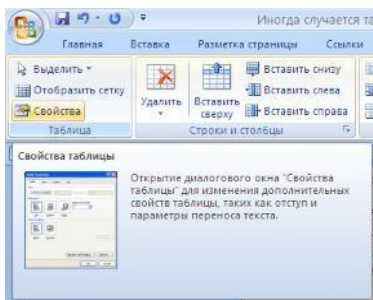 Иногда случается та
Главная Вставка Разметка страницы Ссылки
Выделить
Отобразить сетку
Свойства
Таблица
Удалить
Вставить сверху
Вставить снизу
Вставить слева
Вставить справа
Строки и столбцы
Свойства таблицы
Открытие диалогового окна "Свойства
таблицы" для изменения дополнительных
свойств таблицы, таких как отступ и
параметры переноса текста.